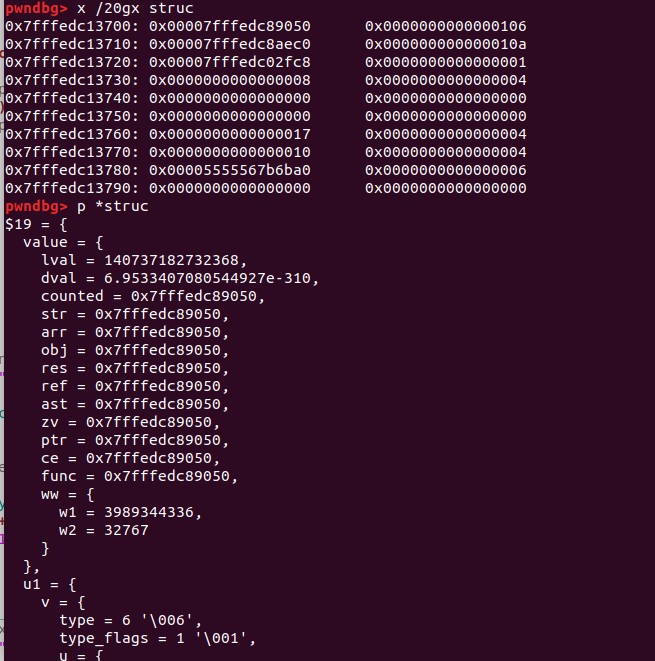 pwndbg> x /20gx struc
0x7fffedc13700: 0x00007fffedc89050 0x0000000000000106
0x7fffedc13710: 0x00007fffedc8aec0 0x000000000000010a
0x7fffedc13720: 0x00007fffedc02fc8 0x0000000000000001
0x7fffedc13730: 0x0000000000000008 0x0000000000000004
0x7fffedc13740: 0x0000000000000000 0x0000000000000000
0x7fffedc13750: 0x0000000000000000 0x0000000000000000
0x7fffedc13760: 0x0000000000000017 0x0000000000000004
0x7fffedc13770: 0x0000000000000010 0x0000000000000004
0x7fffedc13780: 0x00005555567b6ba0 0x0000000000000006
0x7fffedc13790: 0x0000000000000000 0x0000000000000000
pwndbg> p *struc
$19 = {
value = {
lval = 140737182732368,
dval = 6.9533407080544927e-310,
counted = 0x7fffedc89050,
str = 0x7fffedc89050,
arr = 0x7fffedc89050,
obj = 0x7fffedc89050,
res = 0x7fffedc89050,
ref = 0x7fffedc89050,
ast = 0x7fffedc89050,
zv = 0x7fffedc89050,
ptr = 0x7fffedc89050,
ce = 0x7fffedc89050,
func = 0x7fffedc89050,
ww = {
w1 = 3989344336,
w2 = 32767
}
},
u1 = {
v = {
type = 6 '\006',
type_flags = 1 '\001',
u = {